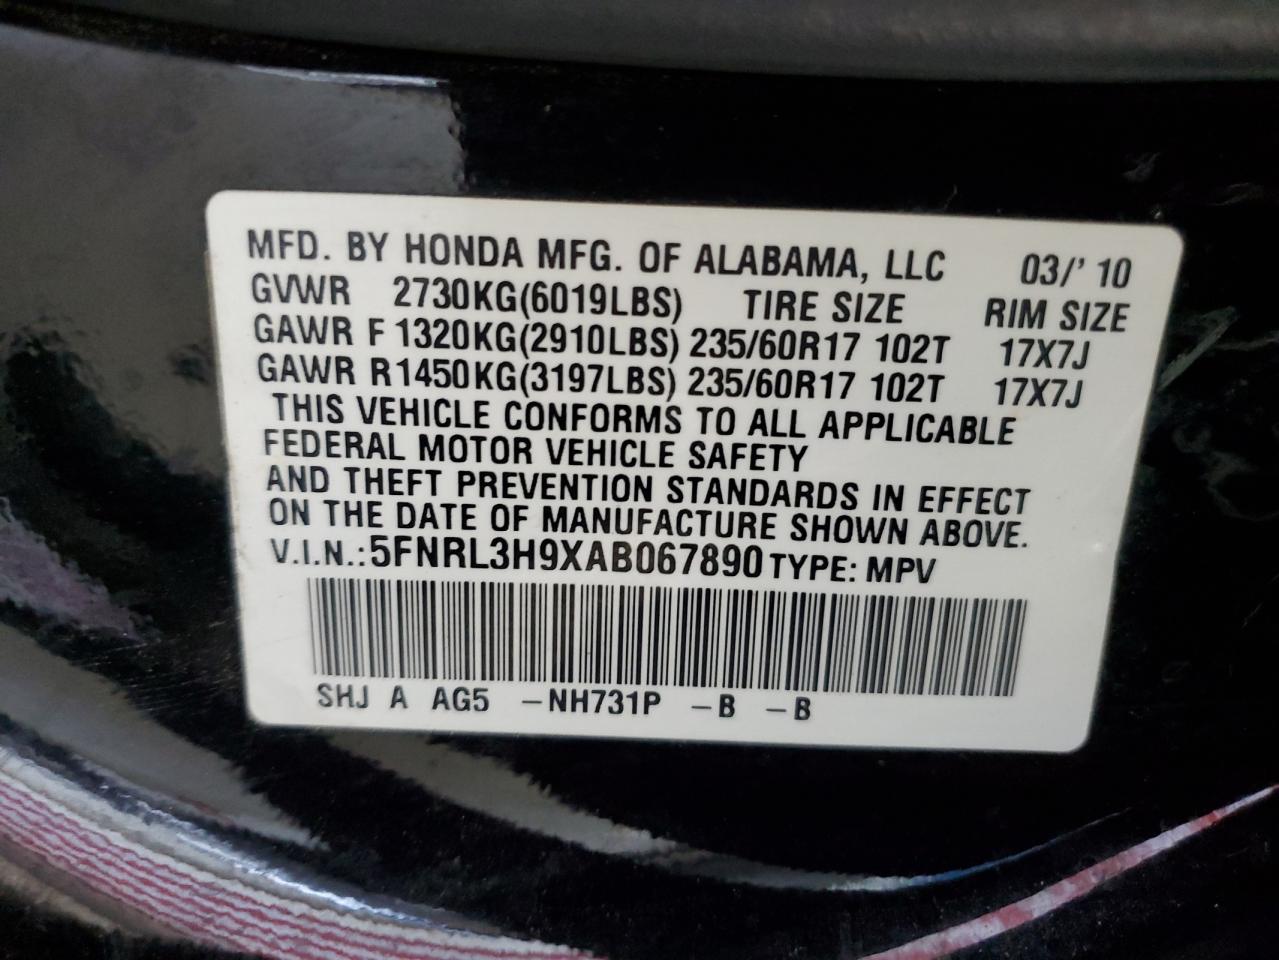 MFD. BY HONDA MFG. OF ALABAMA, LLC 03/'10
GVWR 2730KG(6019LBS) TIRE SIZE RIM SIZE
GAWR F 1320KG(2910LBS) 235/60R17 102T 17X7J
GAWR R1450KG(3197LBS) 235/60R17 102T 17X7J
THIS VEHICLE CONFORMS TO ALL APPLICABLE
FEDERAL MOTOR VEHICLE SAFETY
AND THEFT PREVENTION STANDARDS IN EFFECT
ON THE DATE OF MANUFACTURE SHOWN ABOVE.
V.I.N.:5FNRL3H9XAB067890 TYPE: MPV
SHJ A AG5 -NH731P -B -B